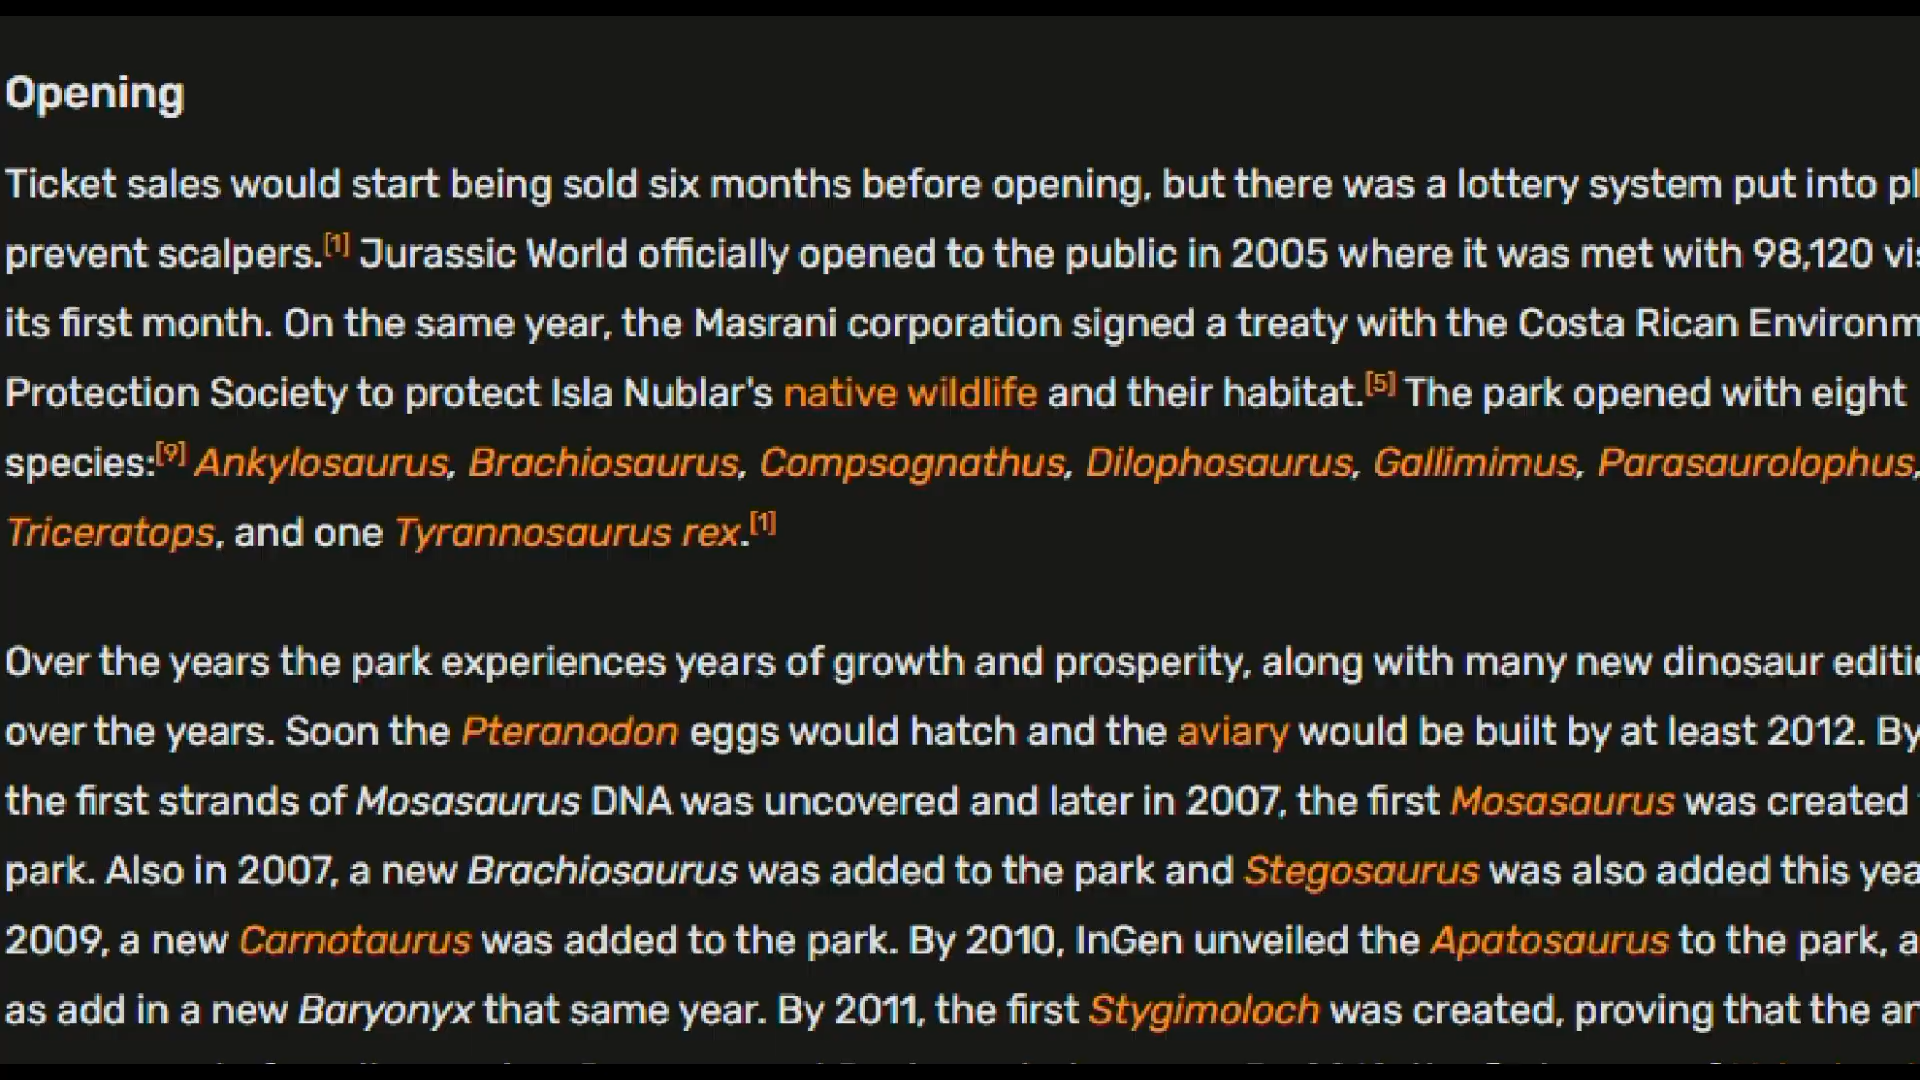 Opening
Ticket sales would start being sold six months before opening, but there was a lottery system put into pl
prevent scalpers.[1] Jurassic World officially opened to the public in 2005 where it was met with 98,120 vis
its first month. On the same year, the Masrani corporation signed a treaty with the Costa Rican Environm
Protection Society to protect Isla Nublar's native wildlife and their habitat.[5] The park opened with eight
species:[9] Ankylosaurus, Brachiosaurus, Compsognathus, Dilophosaurus, Gallimimus, Parasaurolophus,
Triceratops, and one Tyrannosaurus rex.[1]
Over the years the park experiences years of growth and prosperity, along with many new dinosaur editio
over the years. Soon the Pteranodon eggs would hatch and the aviary would be built by at least 2012. By
the first strands of Mosasaurus DNA was uncovered and later in 2007, the first Mosasaurus was created
park. Also in 2007, a new Brachiosaurus was added to the park and Stegosaurus was also added this yea
2009, a new Carnotaurus was added to the park. By 2010, InGen unveiled the Apatosaurus to the park, a
as add in a new Baryonyx that same year. By 2011, the first Stygimoloch was created, proving that the an